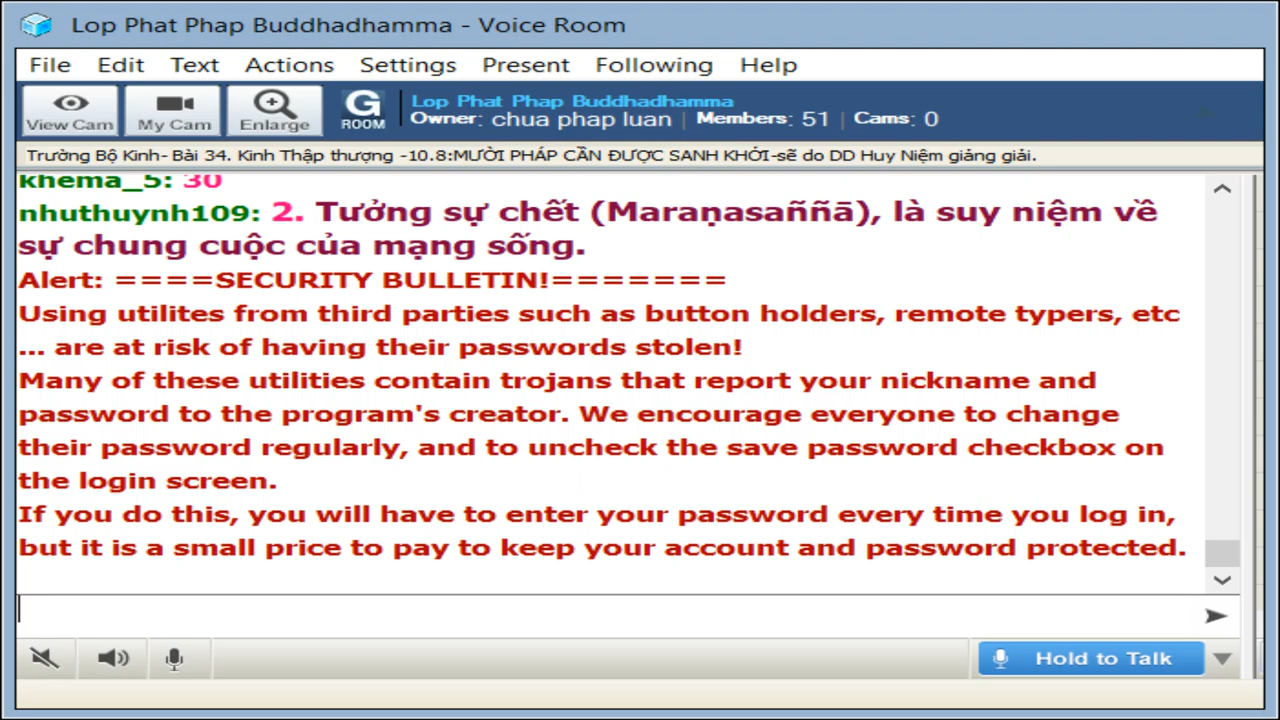 Lop Phat Phap Buddhadhamma - Voice Room
File Edit Text Actions Settings Present Following Help
View Cam My Cam Enlarge G ROOM
Lop Phat Phap Buddhadhamma
Owner: chua phap luan | Members: 51 | Cams: 0
Trường Bộ Kinh- Bài 34. Kinh Thập thượng -10.8:MƯỜI PHÁP CẦN ĐƯỢC SANH KHỞI-sẽ do DD Huy Niệm giảng giải.
khema_5: 30
nhuthuynh109: 2. Tưởng sự chết (Maraṇasaññā), là suy niệm về
sự chung cuộc của mạng sống.
Alert: ====SECURITY BULLETIN!=======
Using utilites from third parties such as button holders, remote typers, etc
... are at risk of having their passwords stolen!
Many of these utilities contain trojans that report your nickname and
password to the program's creator. We encourage everyone to change
their password regularly, and to uncheck the save password checkbox on
the login screen.
If you do this, you will have to enter your password every time you log in,
but it is a small price to pay to keep your account and password protected.
Hold to Talk